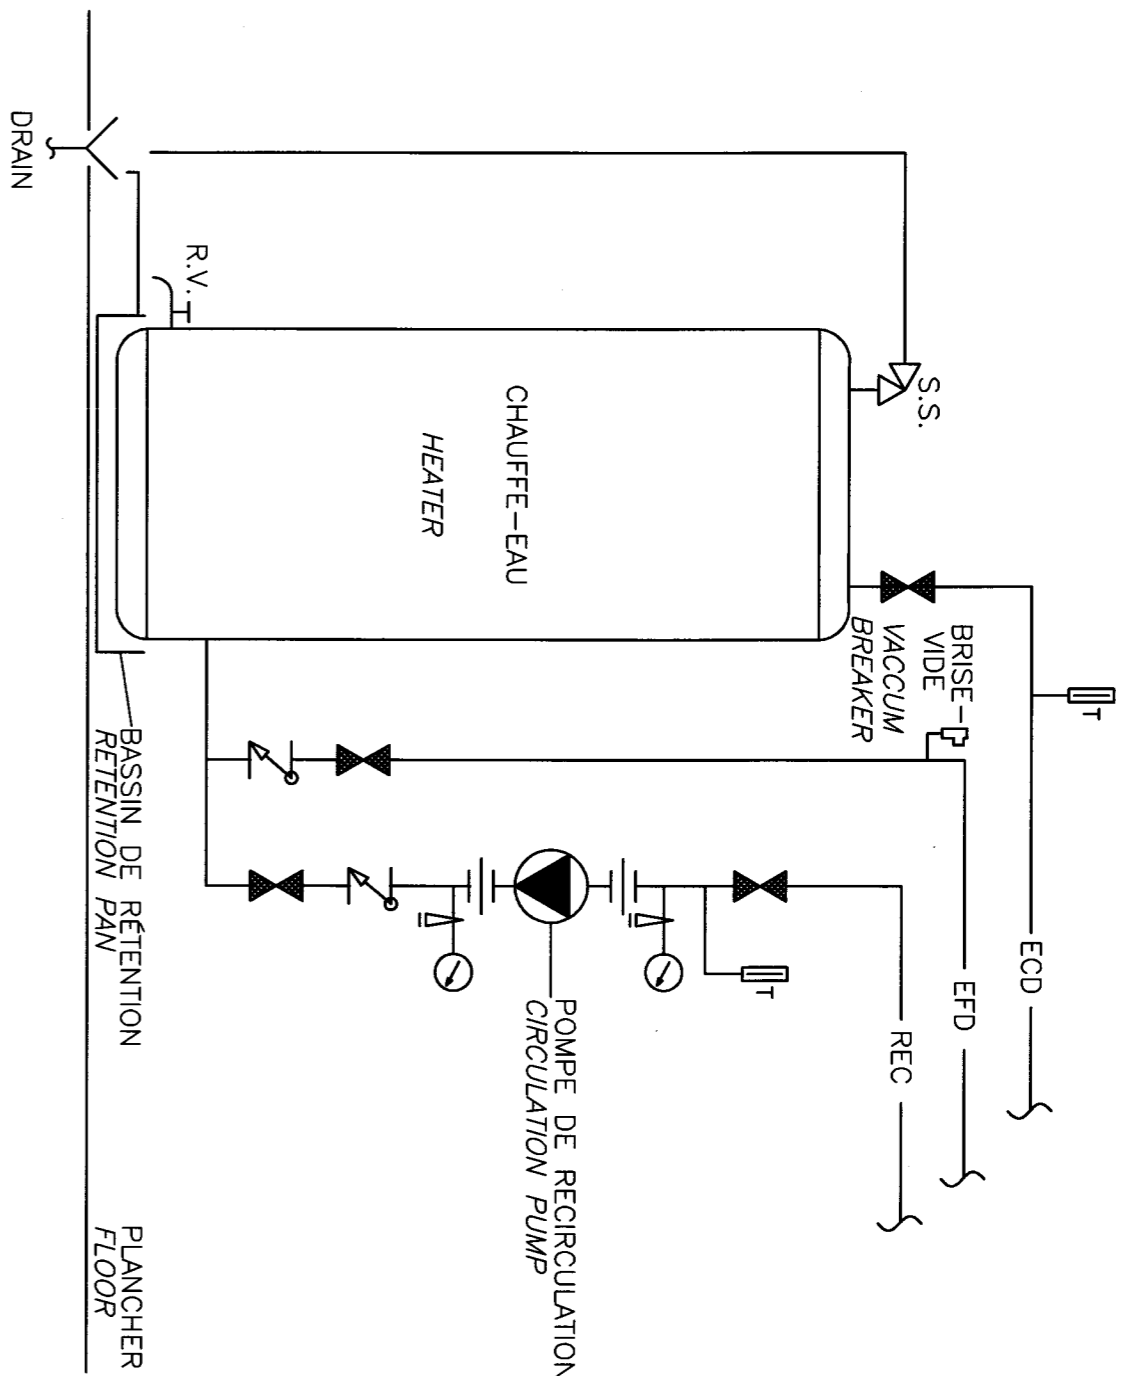 T
ECD
EFD
REC
S.S.
BRISE-
VIDE
VACCUM
BREAKER
T
CHAUFFE-EAU
HEATER
POMPE DE RECIRCULATION
CIRCULATION PUMP
R.V.
BASSIN DE RÉTENTION
RETENTION PAN
PLANCHER
FLOOR
DRAIN